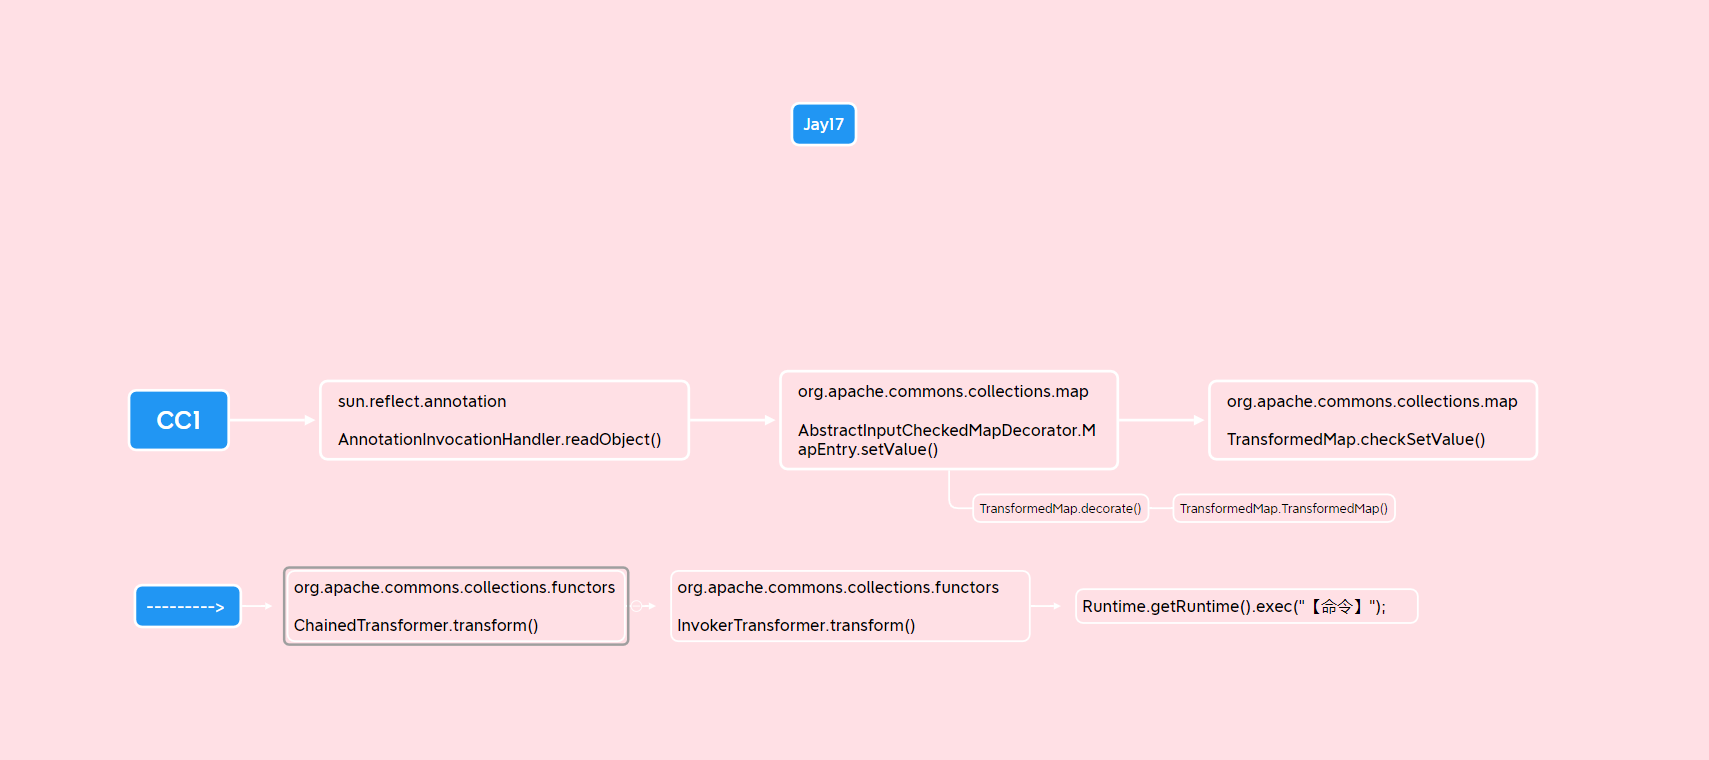 Jay17
CC1
sun.reflect.annotation
AnnotationInvocationHandler.readObject()
org.apache.commons.collections.map
AbstractInputCheckedMapDecorator.M
apEntry.setValue()
org.apache.commons.collections.map
TransformedMap.checkSetValue()
TransformedMap.decorate()
TransformedMap.TransformedMap()
--------->
org.apache.commons.collections.functors
ChainedTransformer.transform()
org.apache.commons.collections.functors
InvokerTransformer.transform()
Runtime.getRuntime().exec("【命令】");